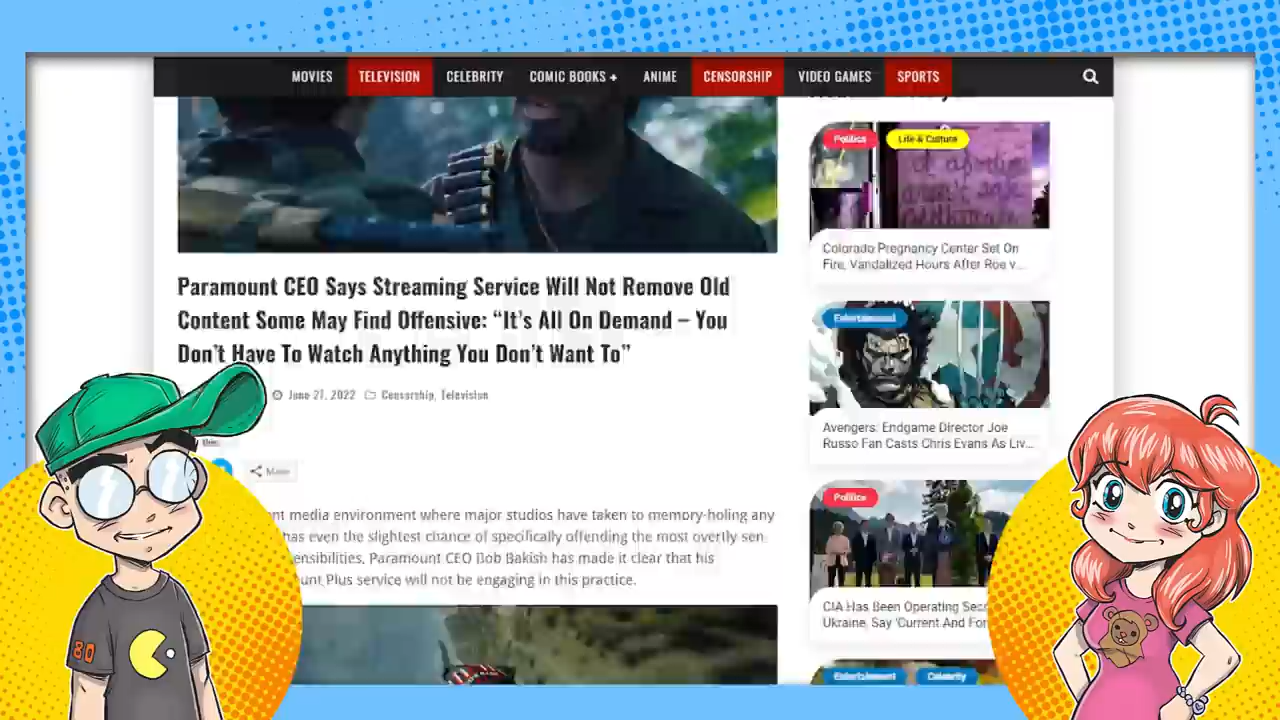 MOVIES TELEVISION CELEBRITY COMIC BOOKS + ANIME CENSORSHIP VIDEO GAMES SPORTS
Paramount CEO Says Streaming Service Will Not Remove Old
Content Some May Find Offensive: “It’s All On Demand – You
Don’t Have To Watch Anything You Don’t Want To”
June 27, 2022 Censorship, Television
More
nt media environment where major studios have taken to memory-holing any
has even the slightest chance of specifically offending the most overtly sen
ensibilities, Paramount CEO Bob Bakish has made it clear that his
unt Plus service will not be engaging in this practice.
Politics Life & Culture
Colorado Pregnancy Center Set On
Fire, Vandalized Hours After Roe v...
Entertainment
Avengers: Endgame Director Joe
Russo Fan Casts Chris Evans As Liv...
Politics
CIA Has Been Operating Sec
Ukraine, Say 'Current And For
Entertainment Celebrity
80